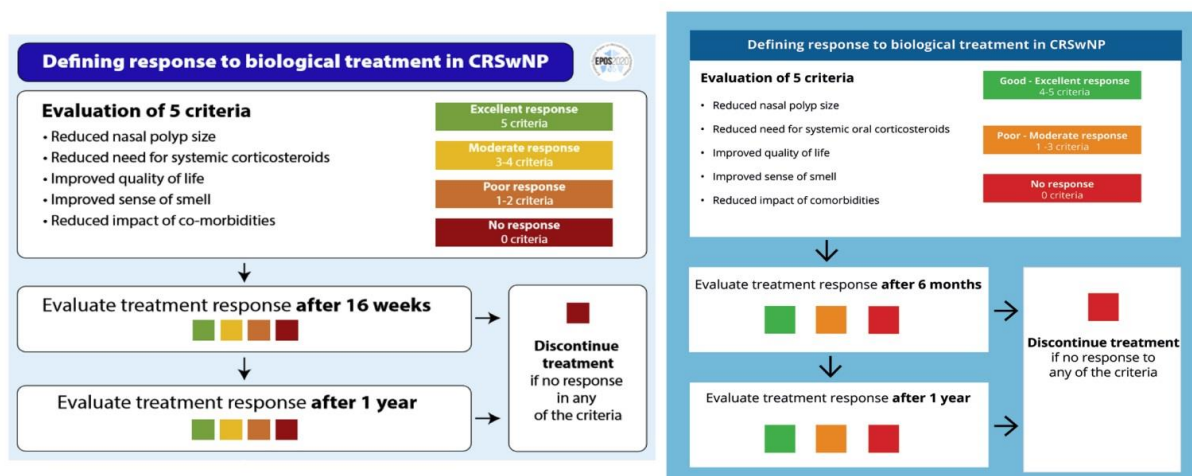 Defining response to biological treatment in CRSwNP
EPOS2020
Evaluation of 5 criteria
• Reduced nasal polyp size
• Reduced need for systemic corticosteroids
• Improved quality of life
• Improved sense of smell
• Reduced impact of co-morbidities
Excellent response
5 criteria
Moderate response
3-4 criteria
Poor response
1-2 criteria
No response
0 criteria
Evaluate treatment response after 16 weeks
Evaluate treatment response after 1 year
Discontinue
treatment
if no response
in any
of the criteria
Defining response to biological treatment in CRSwNP
Evaluation of 5 criteria
• Reduced nasal polyp size
• Reduced need for systemic oral corticosteroids
• Improved quality of life
• Improved sense of smell
• Reduced impact of comorbidities
Good - Excellent response
4-5 criteria
Poor - Moderate response
1 -3 criteria
No response
0 criteria
Evaluate treatment response after 6 months
Evaluate treatment response after 1 year
Discontinue treatment
if no response to
any of the criteria